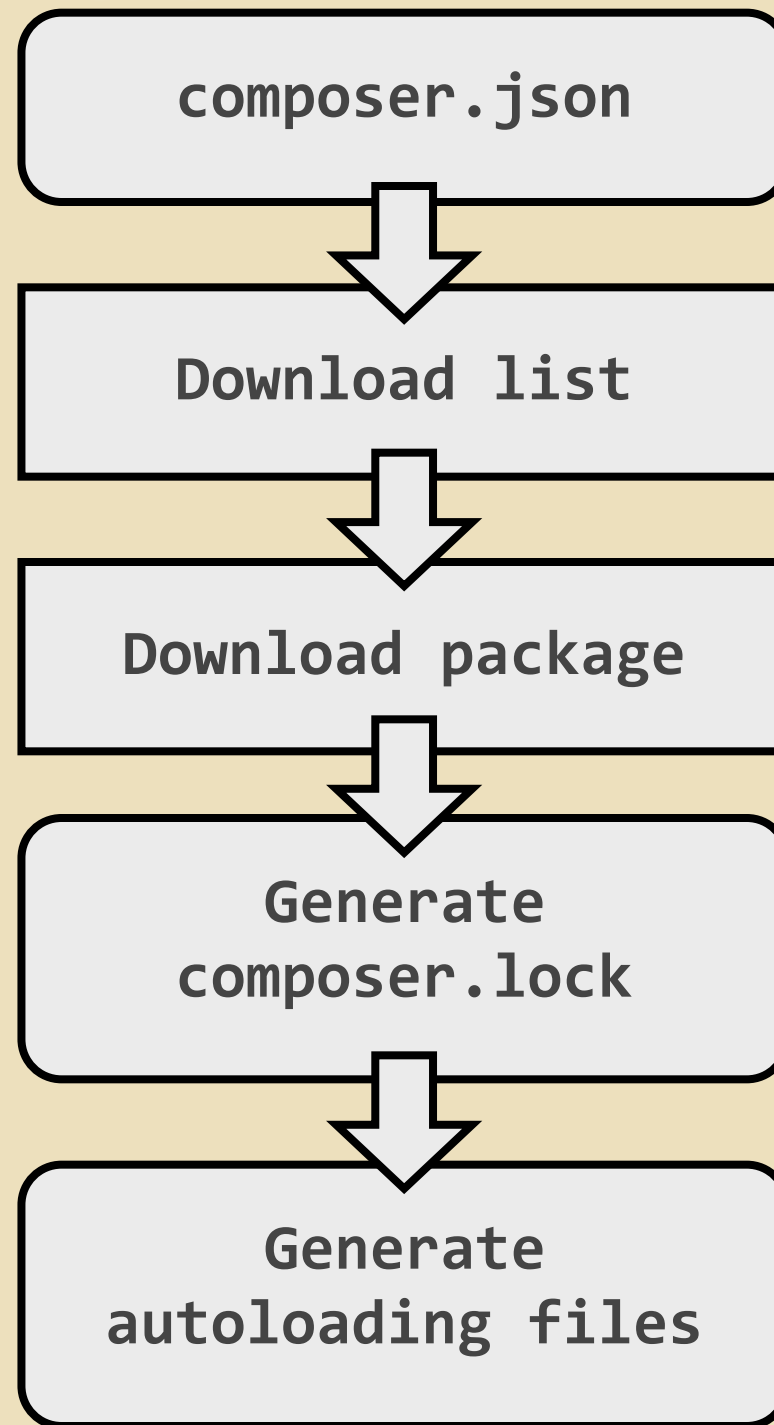 composer.json
Download list
Download package
Generate
composer.lock
Generate
autoloading files